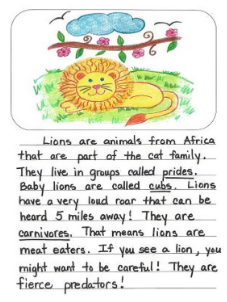 Lions are animals from Africa
that are part of the cat family.
They live in groups called prides.
Baby lions are called cubs. Lions
have a very loud roar that can be
heard 5 miles away! They are
carnivores. That means lions are
meat eaters. If you see a lion, you
might want to be careful! They are
fierce predators!